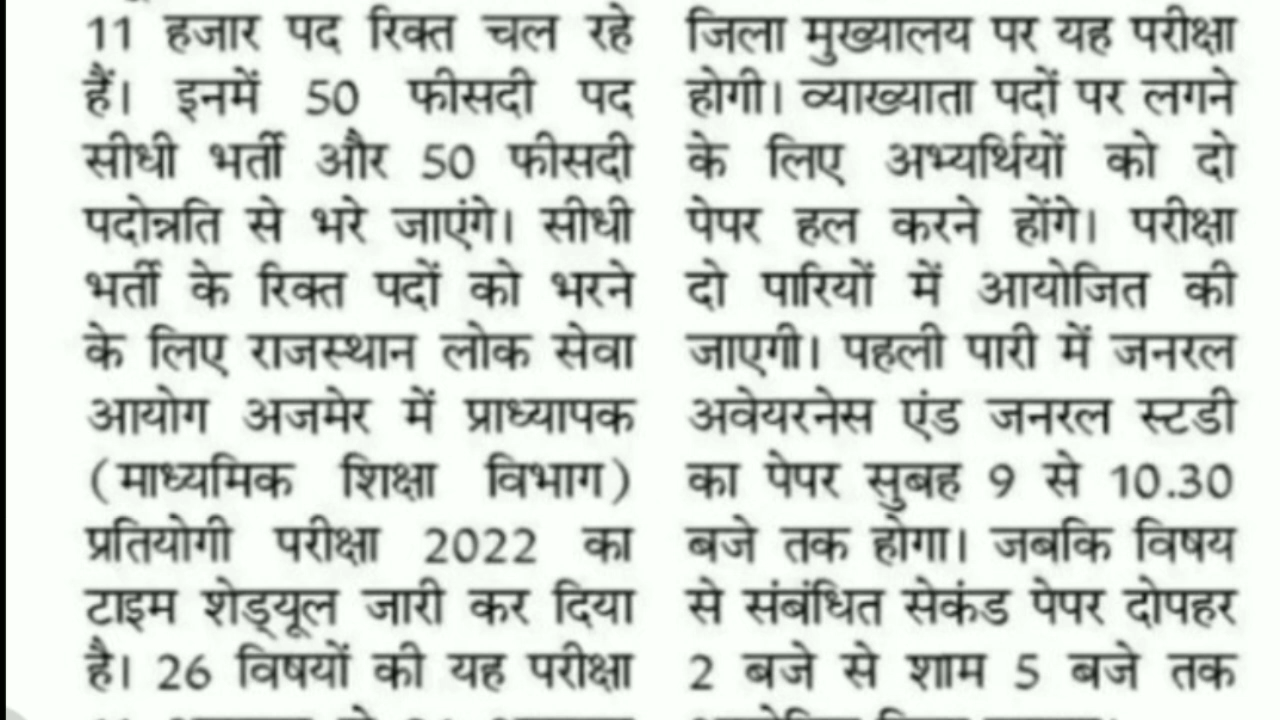 11 हजार पद रिक्त चल रहे
हैं। इनमें 50 फीसदी पद
सीधी भर्ती और 50 फीसदी
पदोन्नति से भरे जाएंगे। सीधी
भर्ती के रिक्त पदों को भरने
के लिए राजस्थान लोक सेवा
आयोग अजमेर में प्राध्यापक
(माध्यमिक शिक्षा विभाग)
प्रतियोगी परीक्षा 2022 का
टाइम शेड्यूल जारी कर दिया
है। 26 विषयों की यह परीक्षा
जिला मुख्यालय पर यह परीक्षा
होगी। व्याख्याता पदों पर लगने
के लिए अभ्यर्थियों को दो
पेपर हल करने होंगे। परीक्षा
दो पारियों में आयोजित की
जाएगी। पहली पारी में जनरल
अवेयरनेस एंड जनरल स्टडी
का पेपर सुबह 9 से 10.30
बजे तक होगा। जबकि विषय
से संबंधित सेकंड पेपर दोपहर
2 बजे से शाम 5 बजे तक